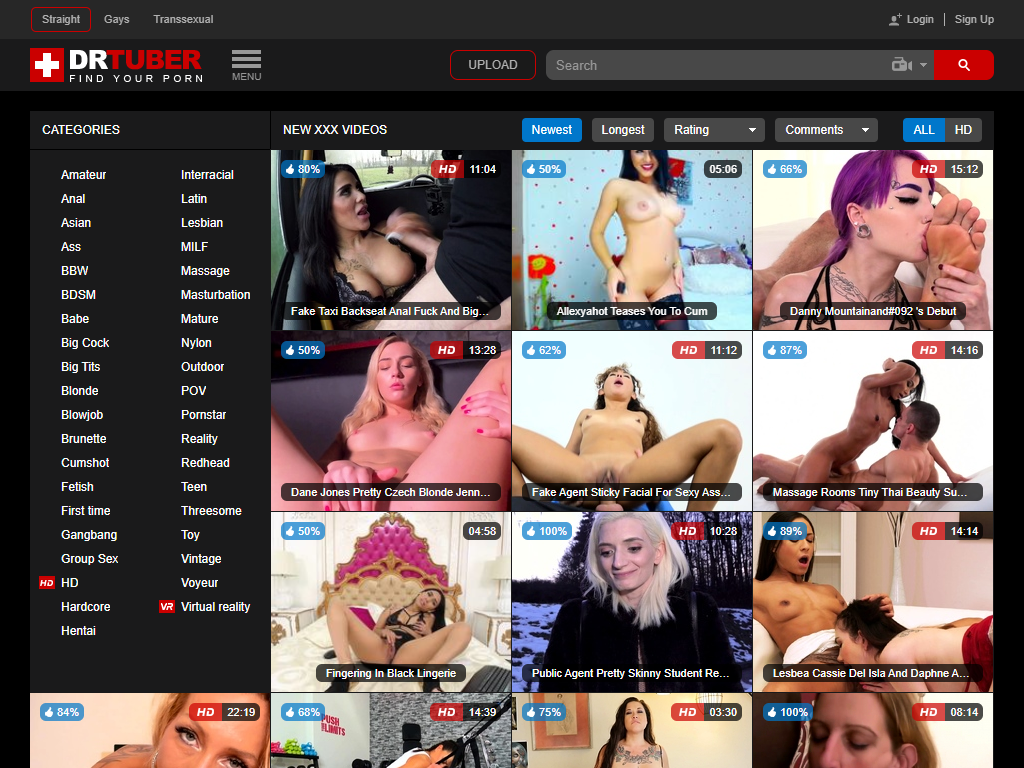 Straight Gays Transsexual Login Sign Up
DRTUBER
FIND YOUR PORN
MENU
UPLOAD
Search
CATEGORIES
Amateur
Anal
Asian
Ass
BBW
BDSM
Babe
Big Cock
Big Tits
Blonde
Blowjob
Brunette
Cumshot
Fetish
First time
Gangbang
Group Sex
HD HD
Hardcore
Hentai
Interracial
Latin
Lesbian
MILF
Massage
Masturbation
Mature
Nylon
Outdoor
POV
Pornstar
Reality
Redhead
Teen
Threesome
Toy
Vintage
Voyeur
VR Virtual reality
NEW XXX VIDEOS
Newest Longest Rating Comments ALL HD
80% HD 11:04
Fake Taxi Backseat Anal Fuck And Big...
50% 05:06
Allexyahot Teases You To Cum
66% HD 15:12
Danny Mountainand#092 's Debut
50% HD 13:28
Dane Jones Pretty Czech Blonde Jenn...
62% HD 11:12
Fake Agent Sticky Facial For Sexy Ass...
87% HD 14:16
Massage Rooms Tiny Thai Beauty Su...
50% 04:58
Fingering In Black Lingerie
100% HD 10:28
Public Agent Pretty Skinny Student Re...
89% HD 14:14
Lesbea Cassie Del Isla And Daphne A...
84% HD 22:19
68% HD 14:39
PUSH
LIMITS
75% HD 03:30
100% HD 08:14